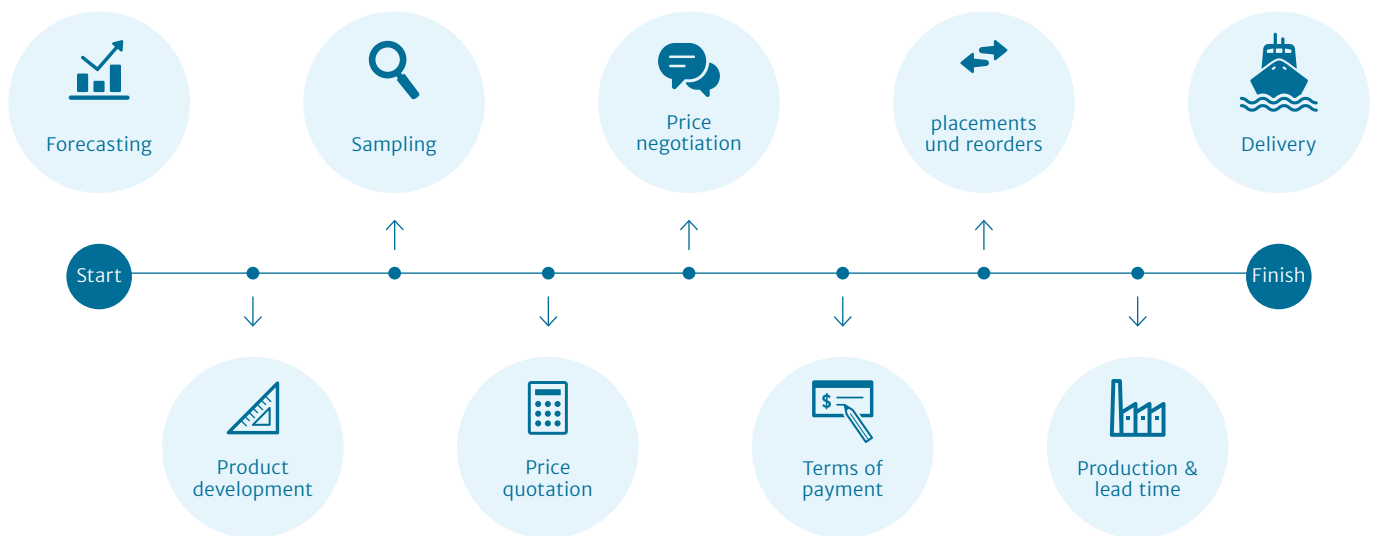 Forecasting
Sampling
Price
negotiation
placements
und reorders
Delivery
Start
Finish
Product
development
Price
quotation
$
Terms of
payment
Production &
lead time